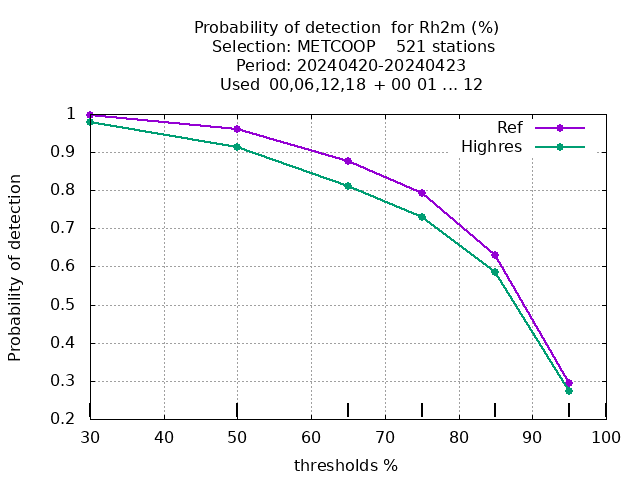 Probability of detection for Rh2m (%)
Selection: METCOOP 521 stations
Period: 20240420-20240423
Used 00,06,12,18 + 00 01 ... 12
Ref
Highres
1
0.9
0.8
0.7
0.6
0.5
0.4
0.3
0.2
Probability of detection
30 40 50 60 70 80 90 100
thresholds %